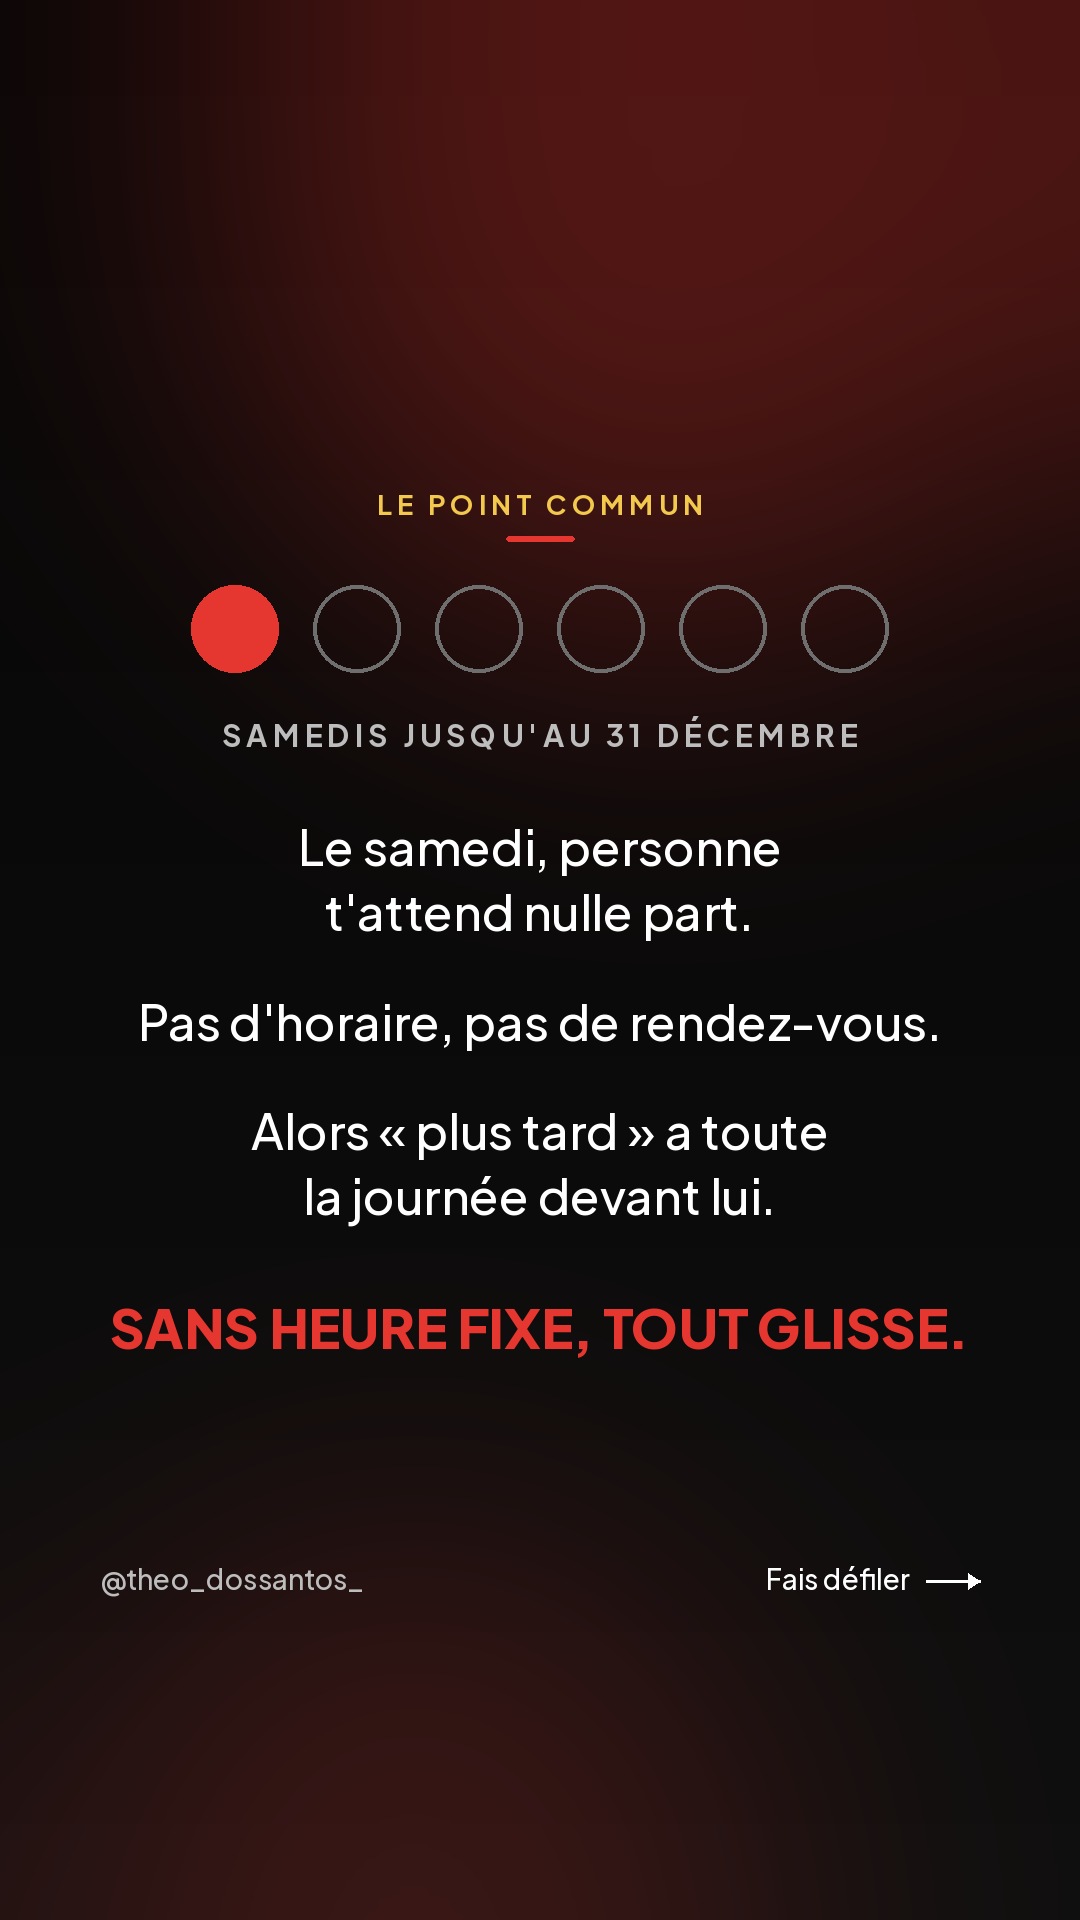 LE POINT COMMUN
SAMEDIS JUSQU'AU 31 DÉCEMBRE
Le samedi, personne
t'attend nulle part.
Pas d'horaire, pas de rendez-vous.
Alors « plus tard » a toute
la journée devant lui.
SANS HEURE FIXE, TOUT GLISSE.
@theo_dossantos_
Fais défiler